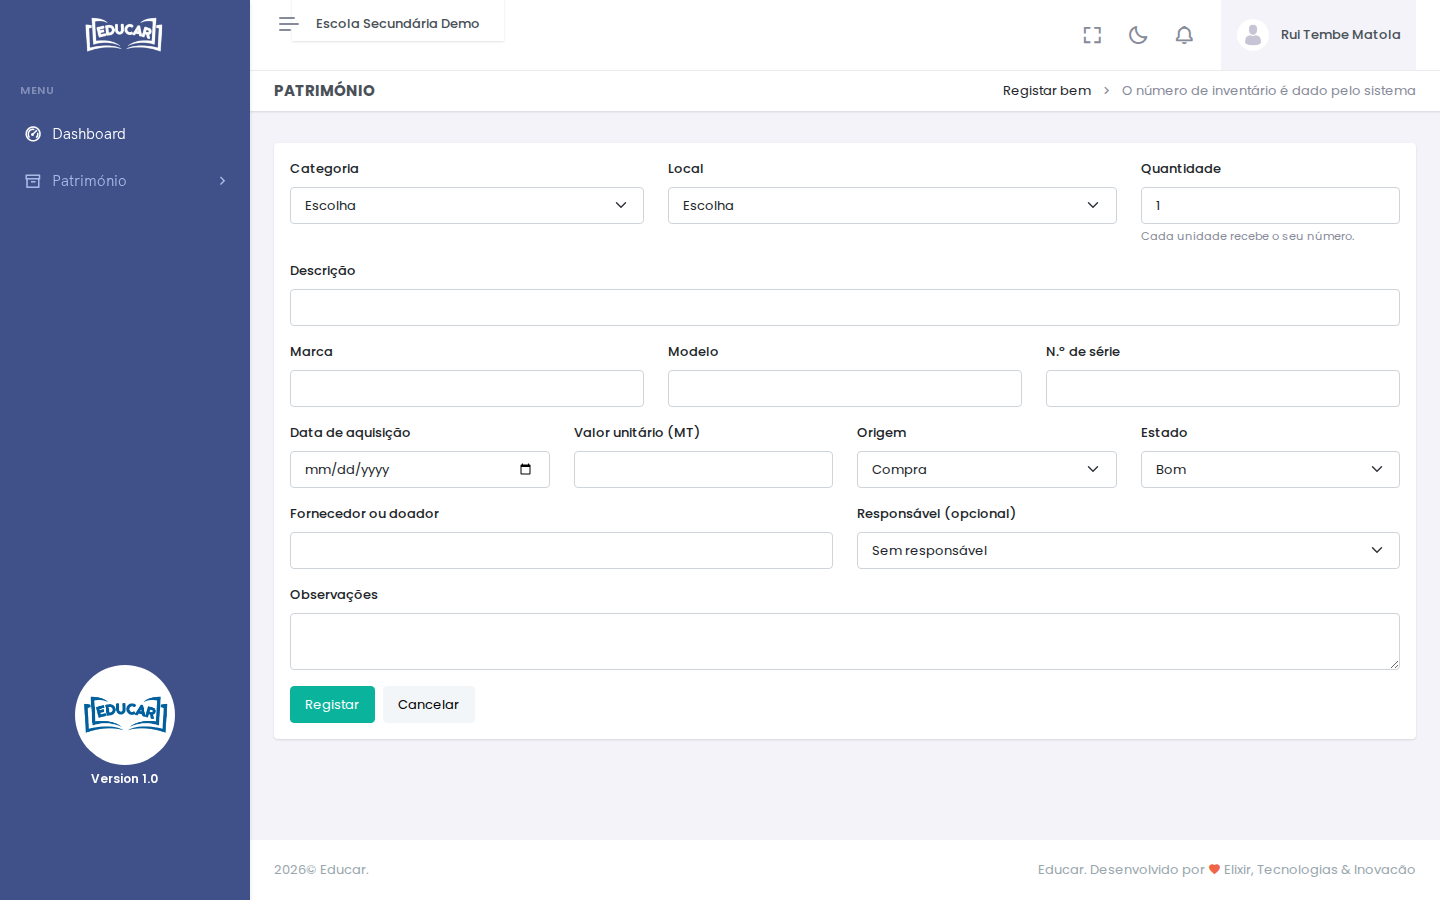 EDUCAR
Escola Secundária Demo
Rui Tembe Matola
MENU
Dashboard
Património
PATRIMÓNIO
Registar bem
O número de inventário é dado pelo sistema
Categoria
Local
Quantidade
Escolha
Escolha
1
Cada unidade recebe o seu número.
Descrição
Marca
Modelo
N.º de série
Data de aquisição
Valor unitário (MT)
Origem
Estado
mm/dd/yyyy
Compra
Bom
Fornecedor ou doador
Responsável (opcional)
Sem responsável
Observações
Registar
Cancelar
EDUCAR
Version 1.0
2026© Educar.
Educar. Desenvolvido por Elixir, Tecnologias & Inovacão